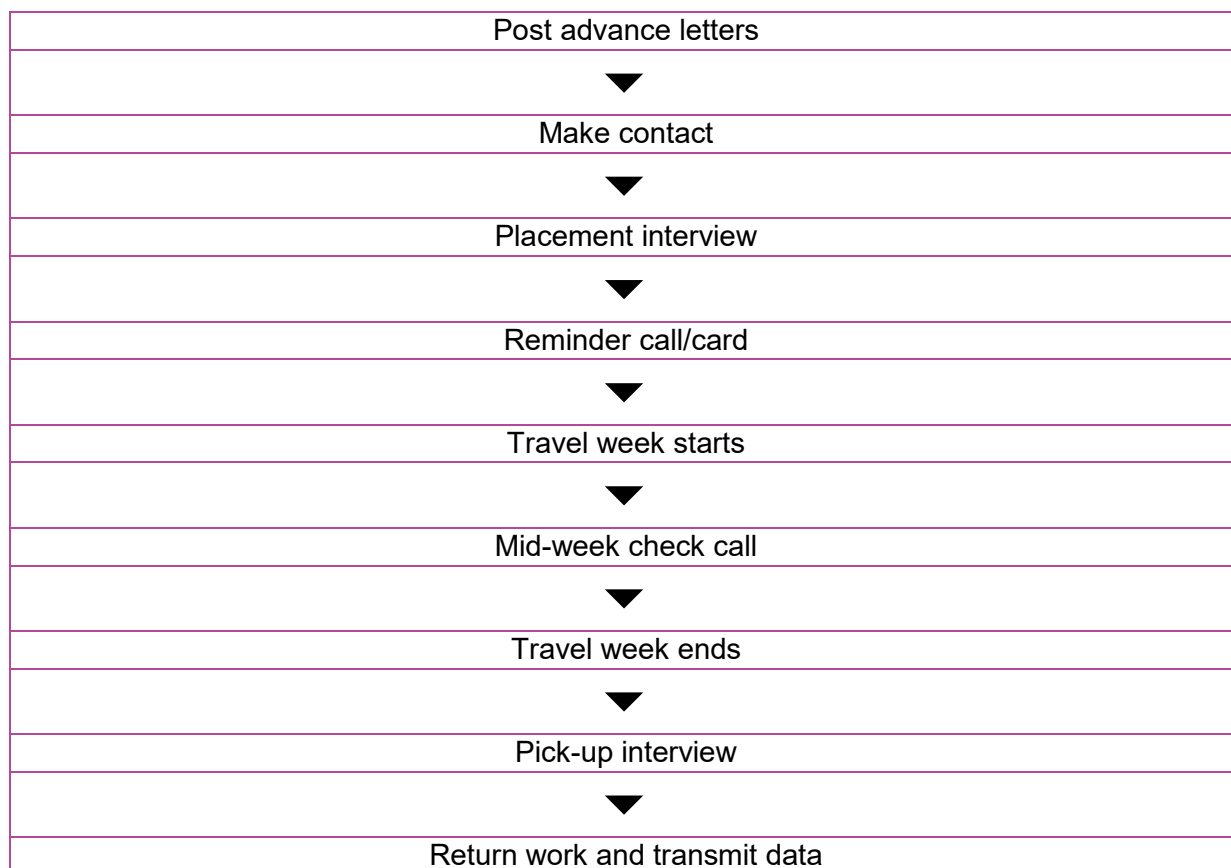 Post advance letters
Make contact
Placement interview
Reminder call/card
Travel week starts
Mid-week check call
Travel week ends
Pick-up interview
Return work and transmit data